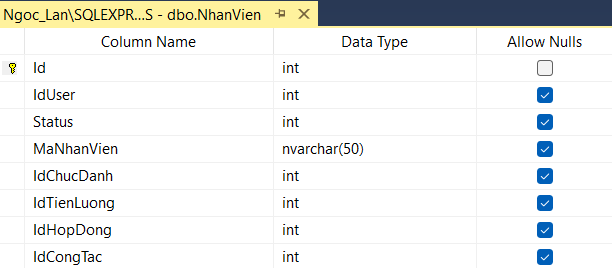 Ngoc_Lan\SQLEXPR...S - dbo.NhanVien
Column Name Data Type Allow Nulls
Id int
IdUser int
Status int
MaNhanVien nvarchar(50)
IdChucDanh int
IdTienLuong int
IdHopDong int
IdCongTac int